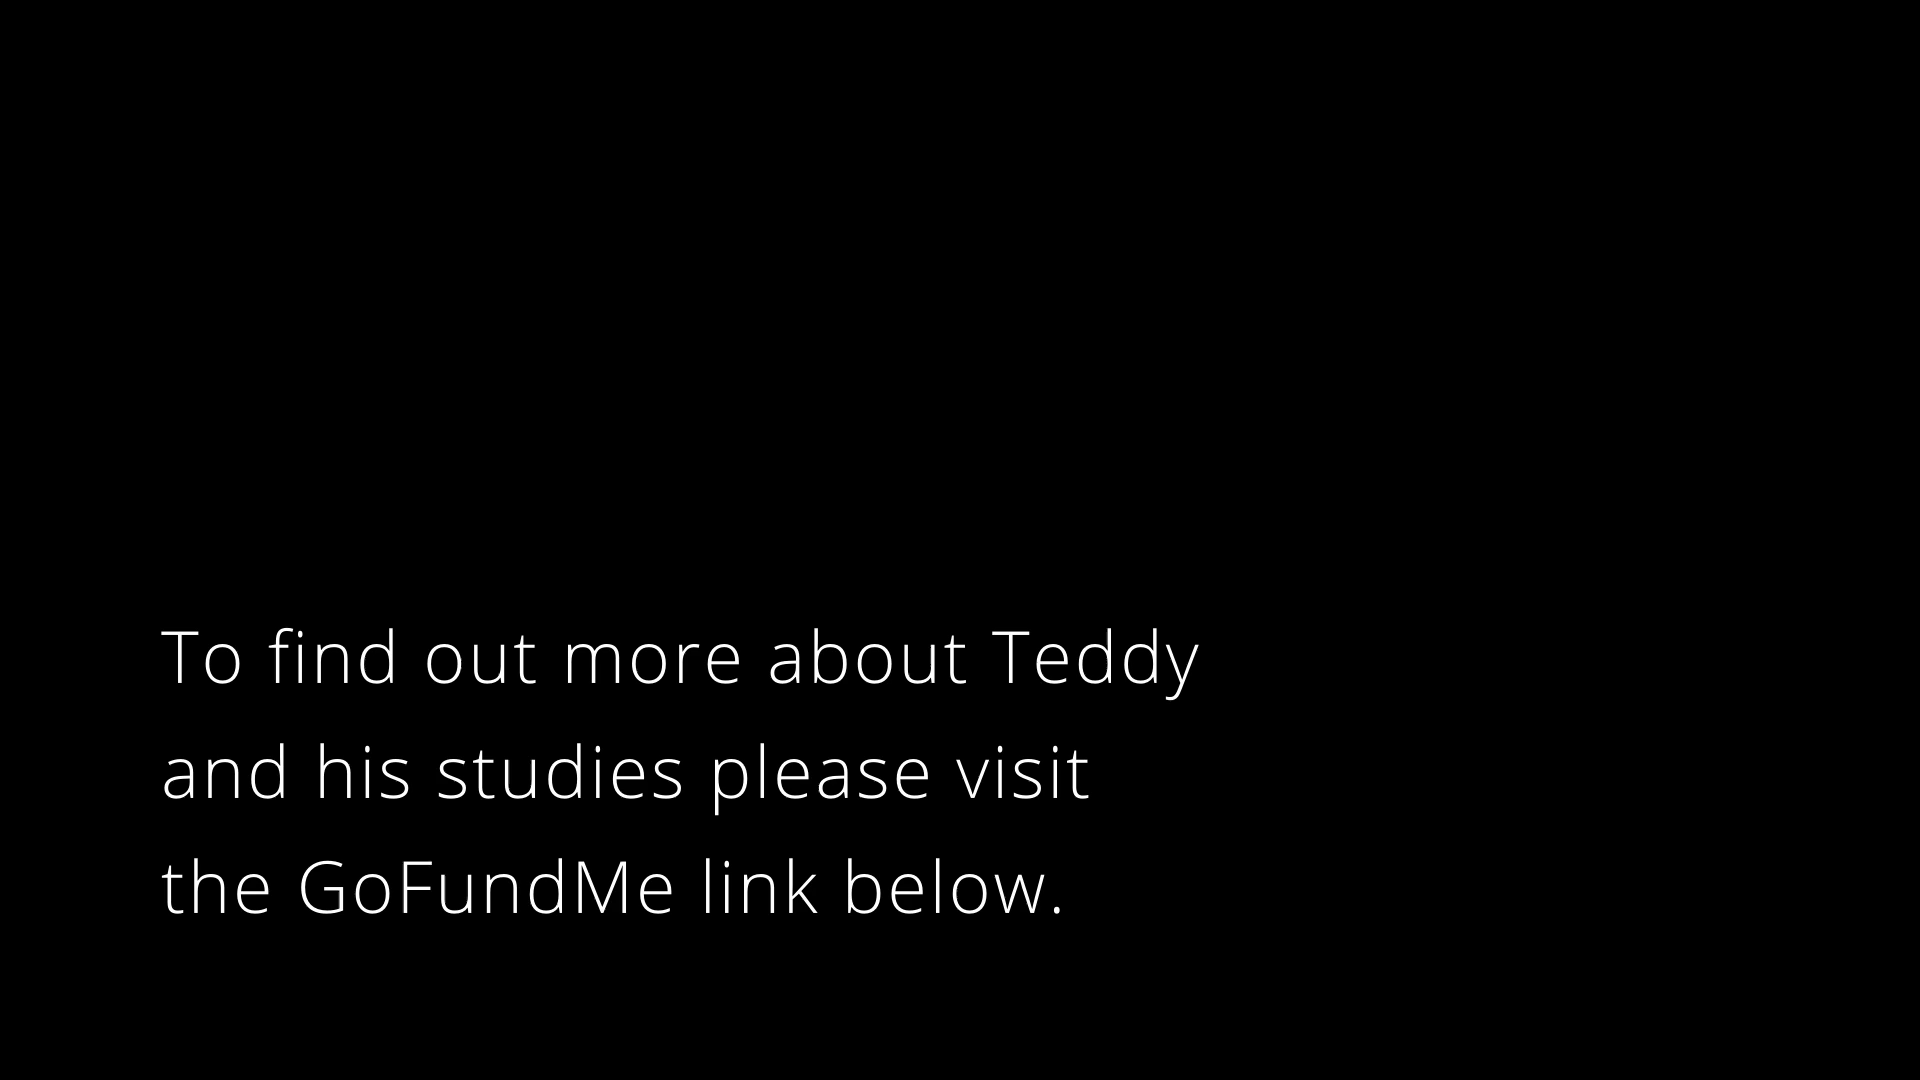 To find out more about Teddy
and his studies please visit
the GoFundMe link below.